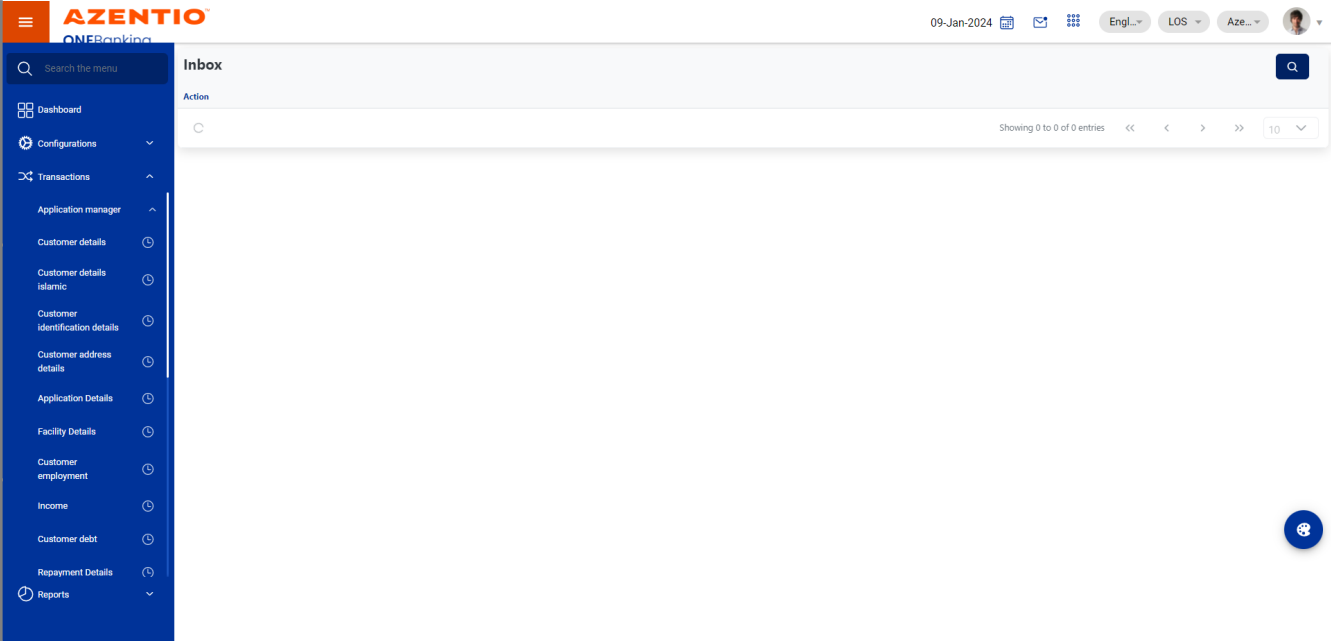 AZENTIO
ONEBanking
09-Jan-2024
Engl...
LOS
Aze...
Search the menu
Dashboard
Configurations
Transactions
Application manager
Customer details
Customer details
islamic
Customer
identification details
Customer address
details
Application Details
Facility Details
Customer
employment
Income
Customer debt
Repayment Details
Reports
Inbox
Action
Showing 0 to 0 of 0 entries
10